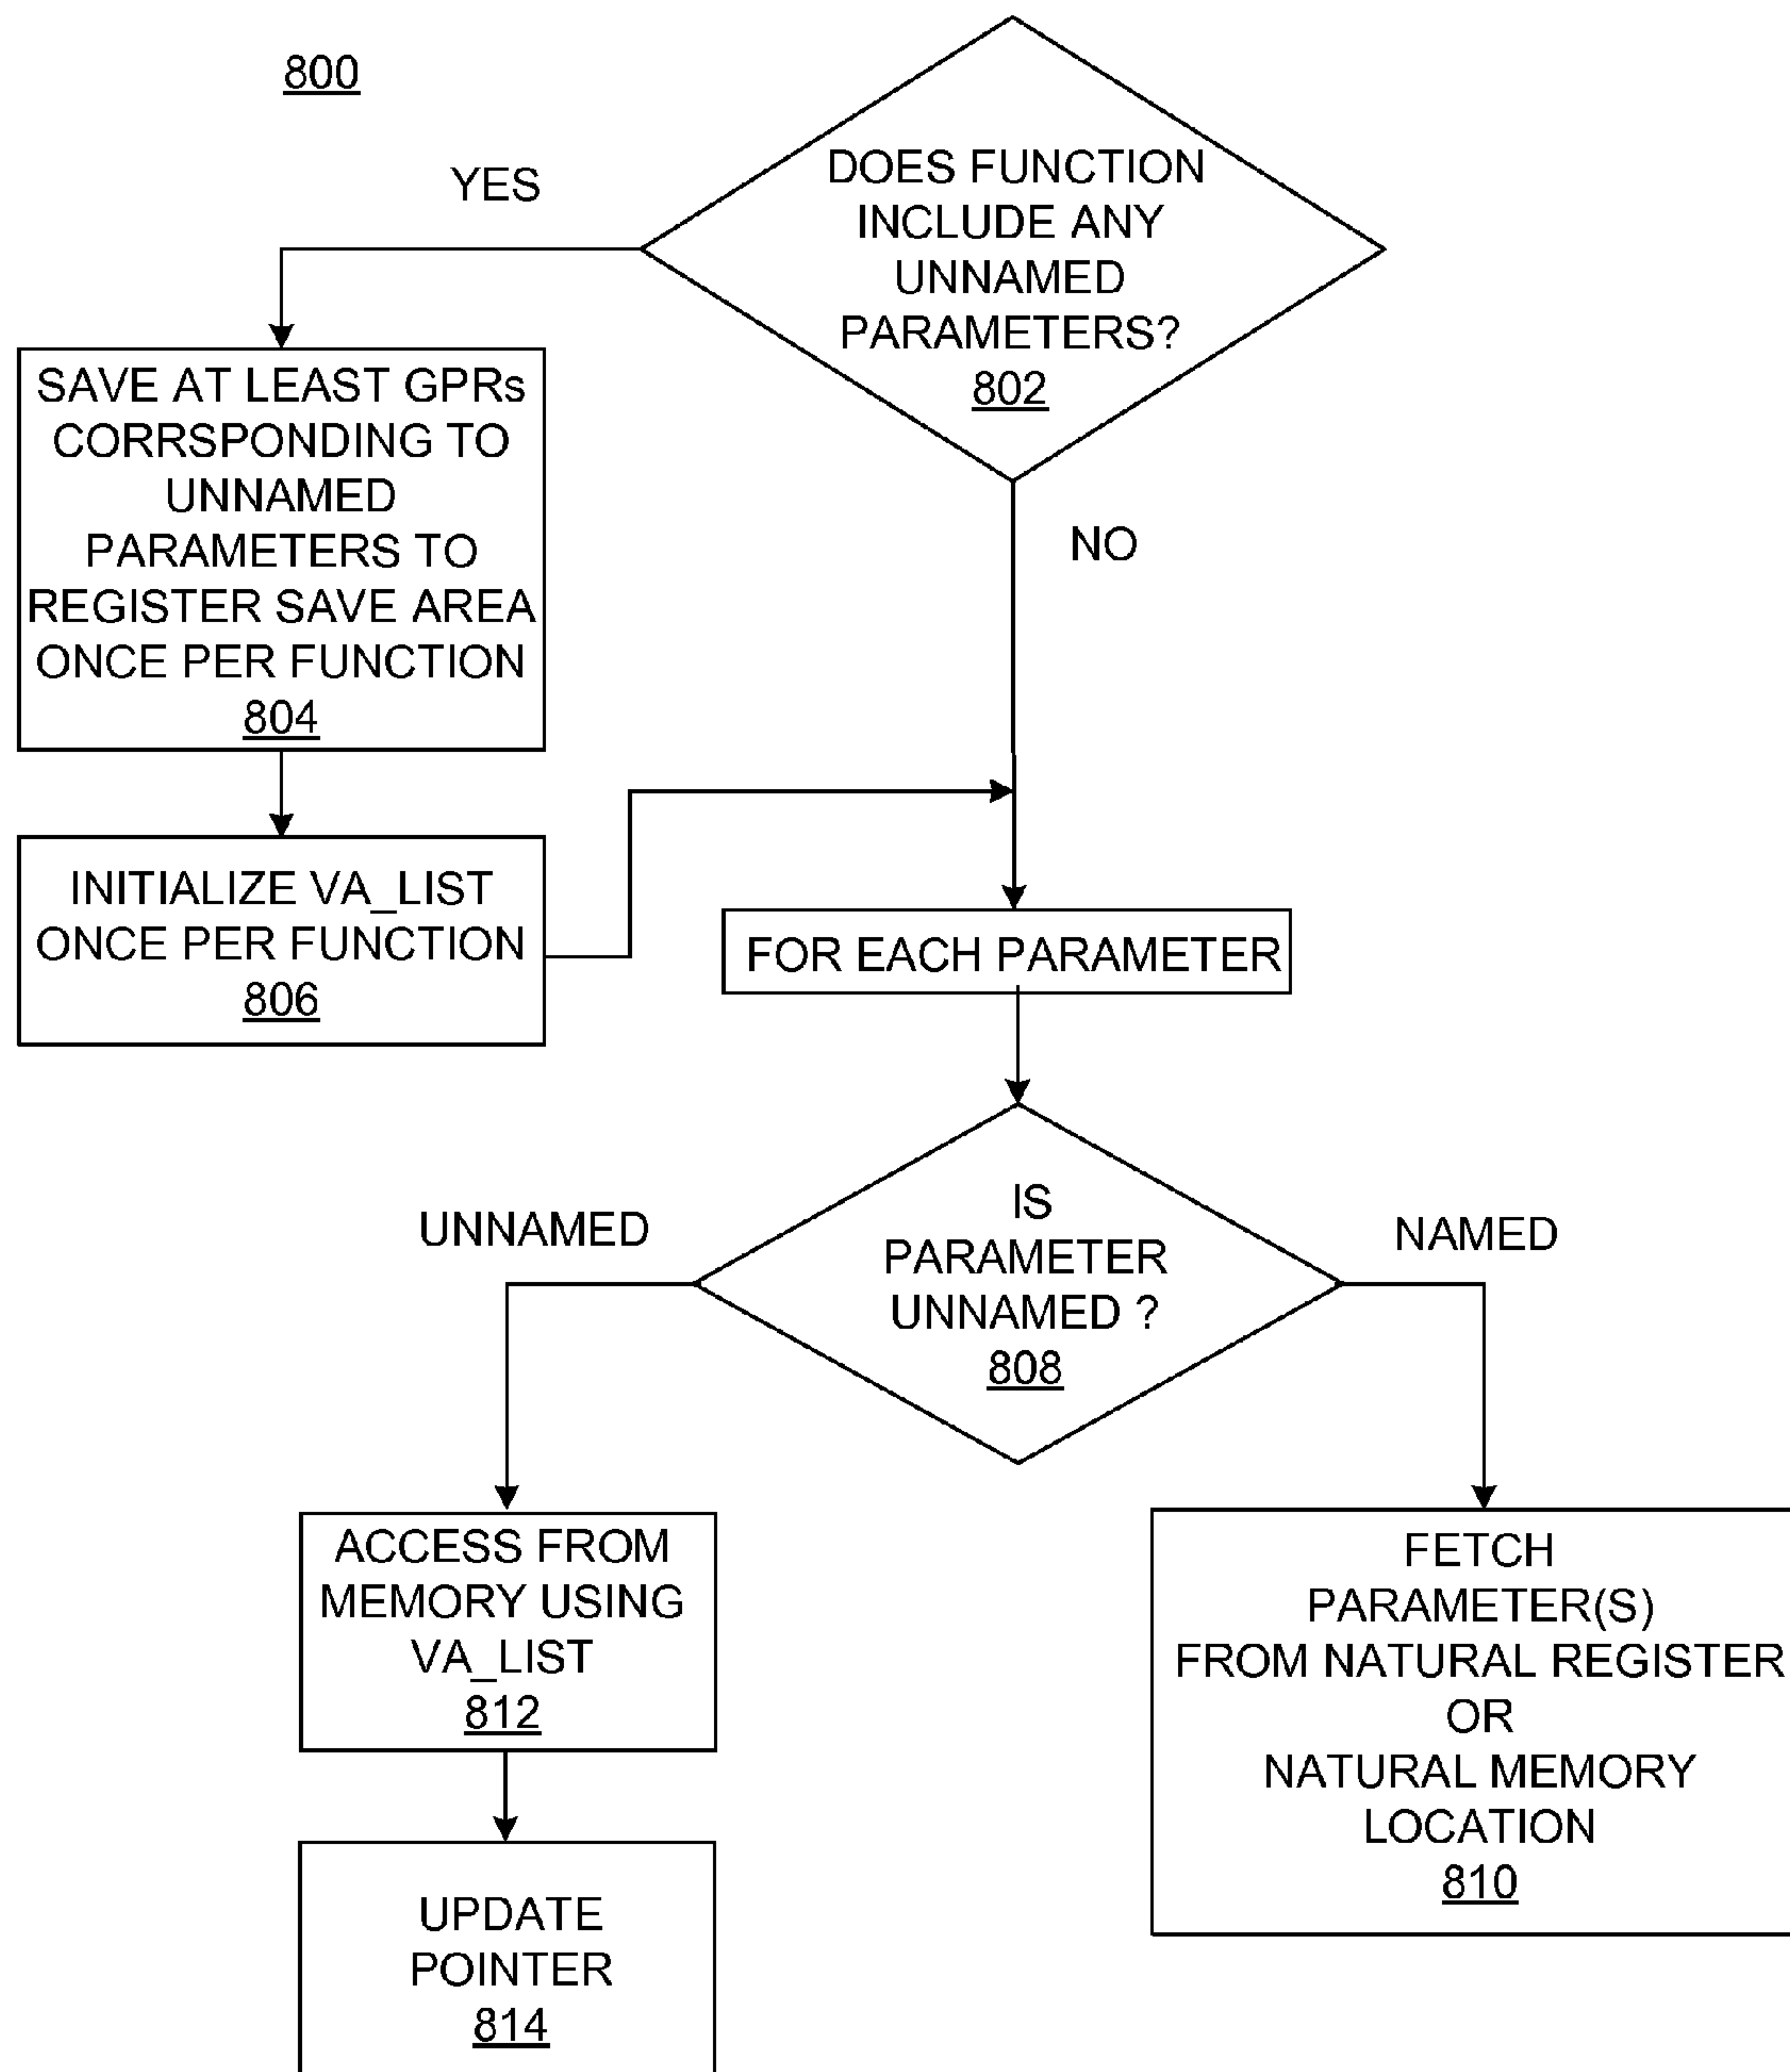 800
DOES FUNCTION
INCLUDE ANY
UNNAMED
PARAMETERS?
802
YES
NO
SAVE AT LEAST GPRs
CORRSPONDING TO
UNNAMED
PARAMETERS TO
REGISTER SAVE AREA
ONCE PER FUNCTION
804
INITIALIZE VA_LIST
ONCE PER FUNCTION
806
FOR EACH PARAMETER
IS
PARAMETER
UNNAMED ?
808
UNNAMED
NAMED
ACCESS FROM
MEMORY USING
VA_LIST
812
UPDATE
POINTER
814
FETCH
PARAMETER(S)
FROM NATURAL REGISTER
OR
NATURAL MEMORY
LOCATION
810